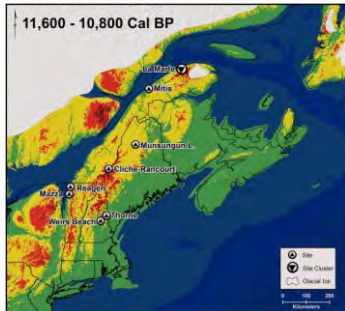 11,600 - 10,800 Cal BP
La Martre
Mitis
Munsungun L.
Cliche-Rancourt
Reagen
Mazza
Thorne
Weirs Beach
Site
Site Cluster
Glacial Ice
0 100 200
Kilometers